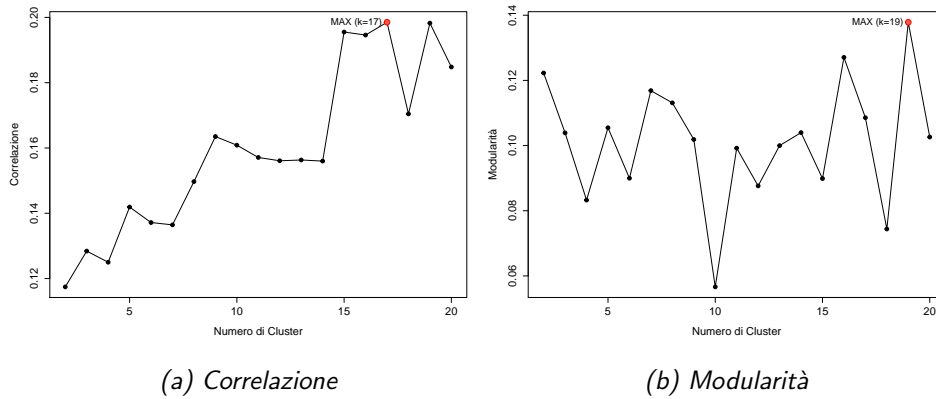 MAX (k=17)
Correlazione
0.12
0.14
0.16
0.18
0.20
5
10
15
20
Numero di Cluster
(a) Correlazione
MAX (k=19)
Modularità
0.06
0.08
0.10
0.12
0.14
5
10
15
20
Numero di Cluster
(b) Modularità